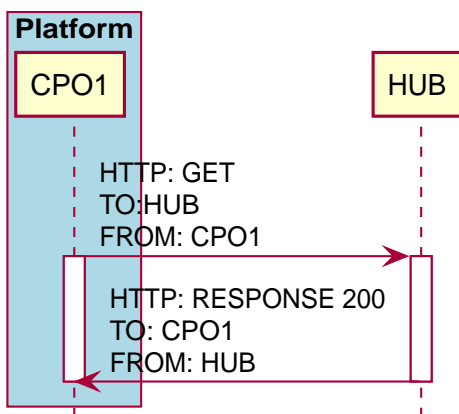 Platform
CPO1
HUB
HTTP: GET
TO:HUB
FROM: CPO1
HTTP: RESPONSE 200
TO: CPO1
FROM: HUB